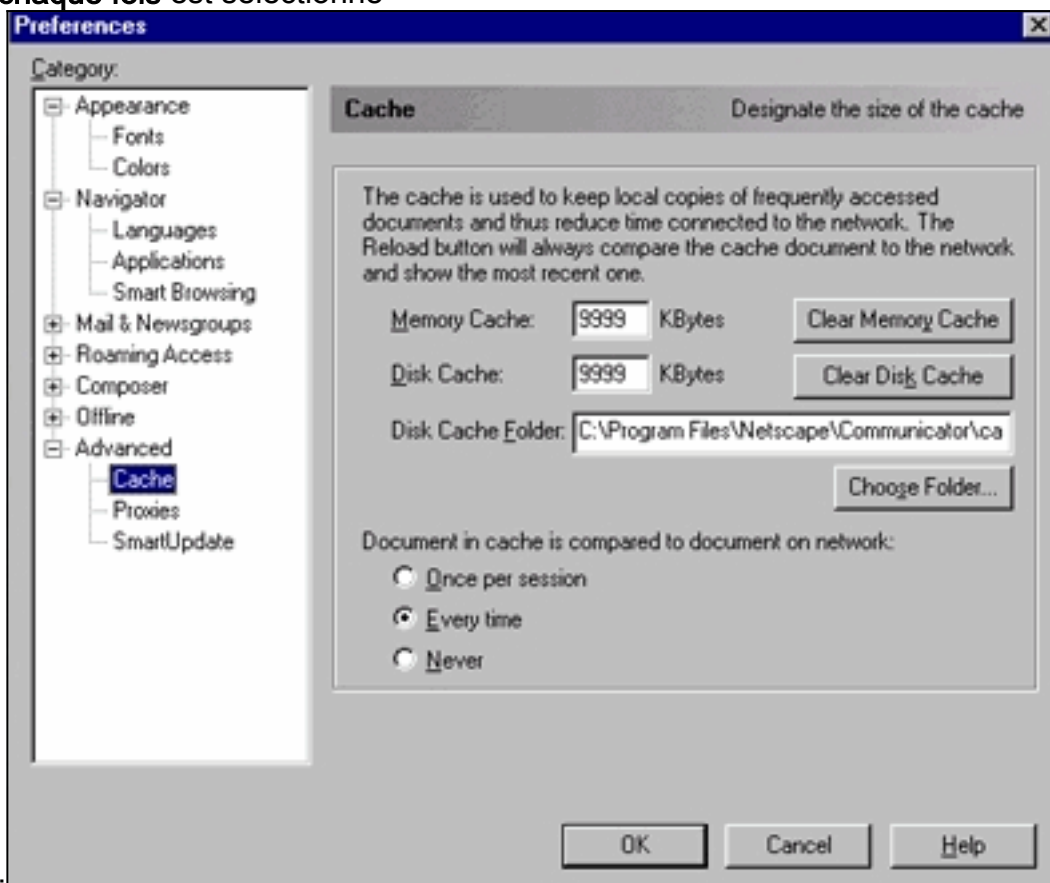 chaque fois est sélectionné
Preferences
Category:
Appearance
Fonts
Colors
Navigator
Languages
Applications
Smart Browsing
Mail & Newsgroups
Roaming Access
Composer
Offline
Advanced
Cache
Proxies
SmartUpdate
Cache Designate the size of the cache
The cache is used to keep local copies of frequently accessed
documents and thus reduce time connected to the network. The
Reload button will always compare the cache document to the network
and show the most recent one.
Memory Cache: 9999 KBytes Clear Memory Cache
Disk Cache: 9999 KBytes Clear Disk Cache
Disk Cache Folder: C:\Program Files\Netscape\Communicator\ca
Choose Folder...
Document in cache is compared to document on network:
Once per session
Every time
Never
OK Cancel Help